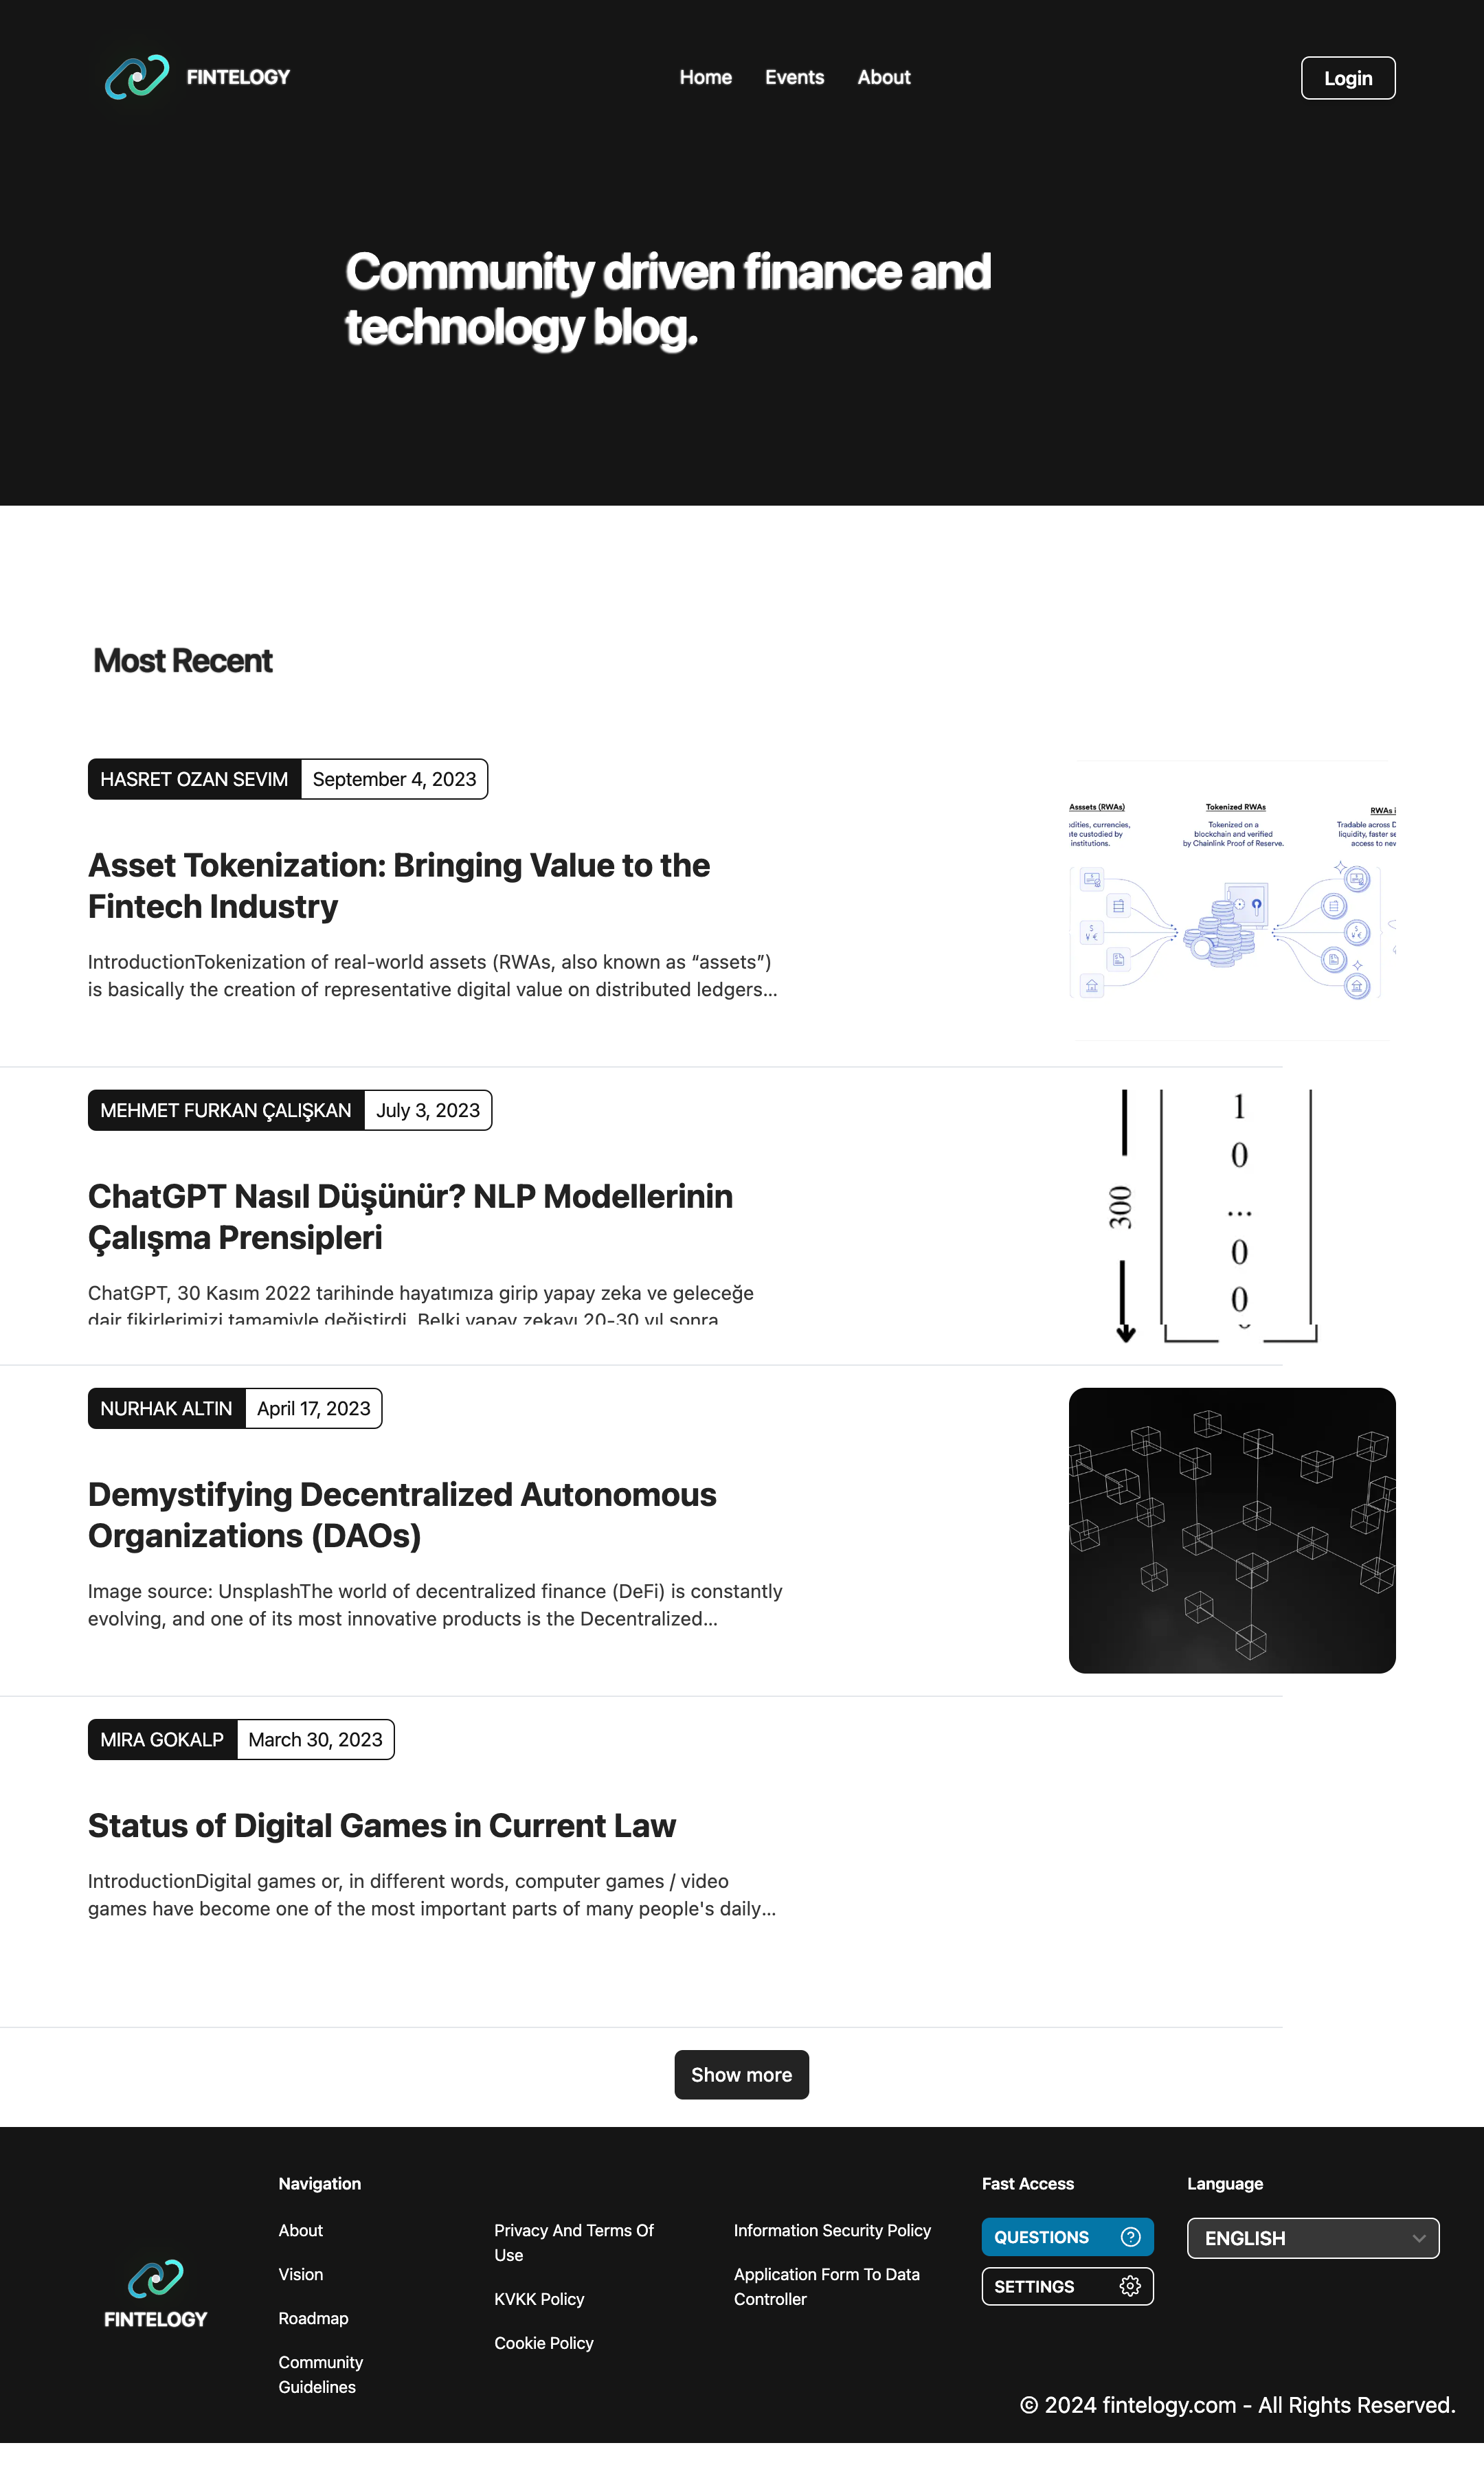 FINTELOGY
Home
Events
About
Login
Community driven finance and
technology blog.
Most Recent
HASRET OZAN SEVIM
September 4, 2023
Asset Tokenization: Bringing Value to the
Fintech Industry
IntroductionTokenization of real-world assets (RWAs, also known as “assets”)
is basically the creation of representative digital value on distributed ledgers...
Asssets (RWAs)
dities, currencies,
te custodied by
institutions.
Tokenized RWAs
Tokenized on a
blockchain and verified
by Chainlink Proof of Reserve.
RWAs i
Tradable across D
liquidity, faster se
access to new
$
¥ €
$
¥ €
MEHMET FURKAN ÇALIŞKAN
July 3, 2023
ChatGPT Nasıl Düşünür? NLP Modellerinin
Çalışma Prensipleri
ChatGPT, 30 Kasım 2022 tarihinde hayatımıza girip yapay zeka ve geleceğe
dair fikirlerimizi tamamiyle değiştirdi. Belki yapay zekayı 20-30 yıl sonra
300
1
0
...
0
0
NURHAK ALTIN
April 17, 2023
Demystifying Decentralized Autonomous
Organizations (DAOs)
Image source: UnsplashThe world of decentralized finance (DeFi) is constantly
evolving, and one of its most innovative products is the Decentralized...
MIRA GOKALP
March 30, 2023
Status of Digital Games in Current Law
IntroductionDigital games or, in different words, computer games / video
games have become one of the most important parts of many people's daily...
Show more
FINTELOGY
Navigation
About
Vision
Roadmap
Community
Guidelines
Privacy And Terms Of
Use
KVKK Policy
Cookie Policy
Information Security Policy
Application Form To Data
Controller
Fast Access
QUESTIONS
SETTINGS
Language
ENGLISH
© 2024 fintelogy.com - All Rights Reserved.